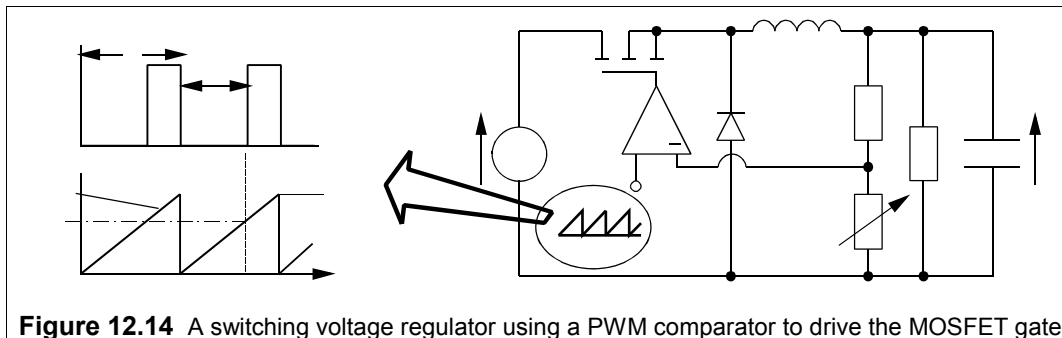 Figure 12.14 A switching voltage regulator using a PWM comparator to drive the MOSFET gate